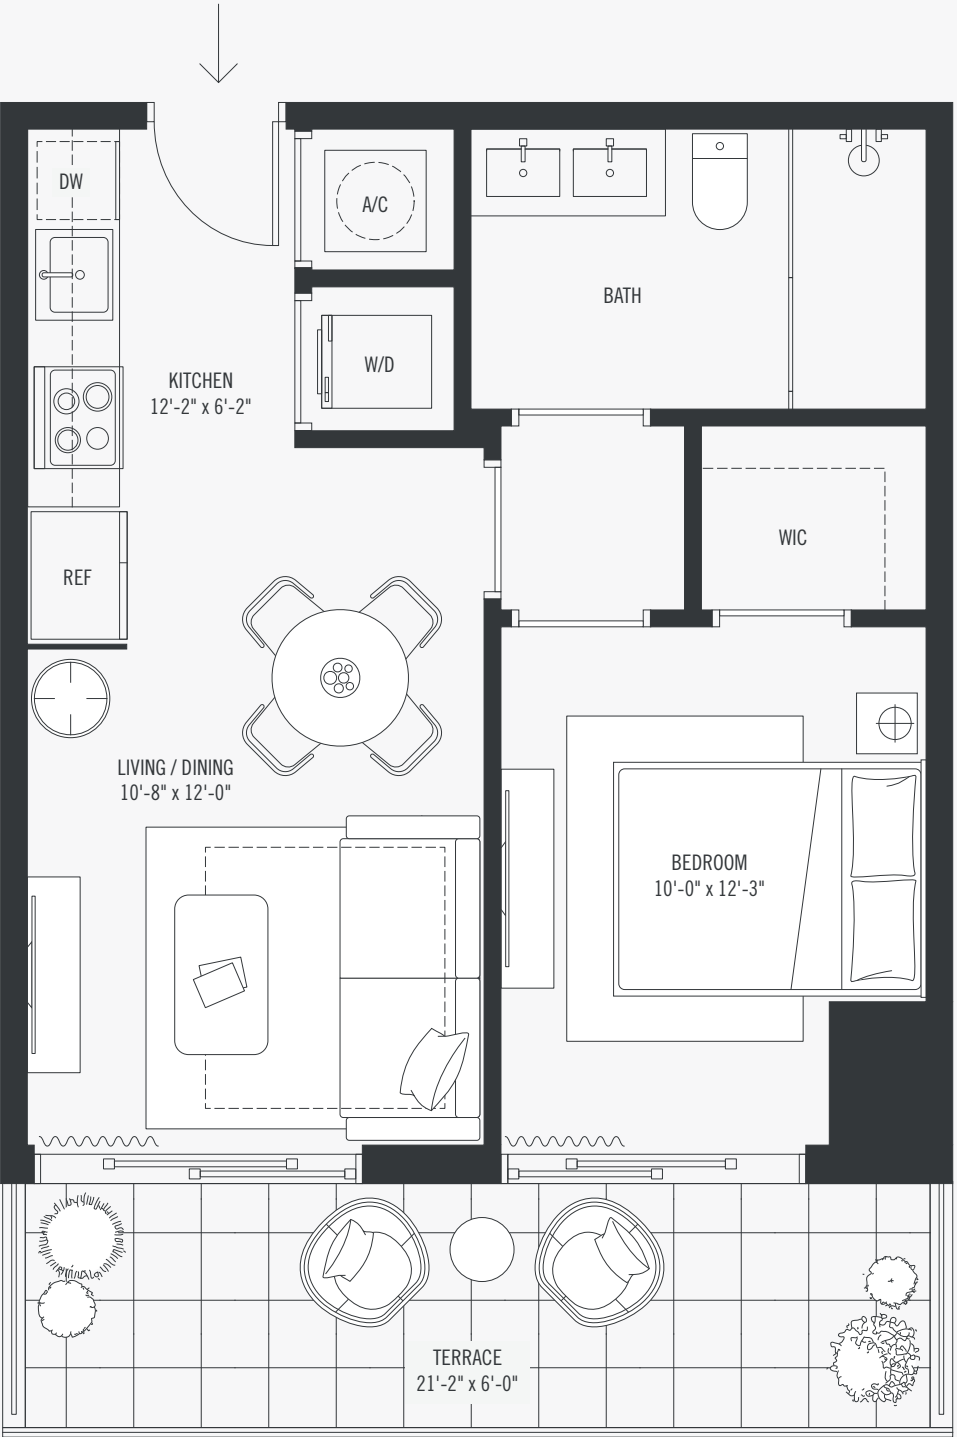 DW
A/C
BATH
W/D
KITCHEN
12'-2" x 6'-2"
WIC
REF
LIVING / DINING
10'-8" x 12'-0"
BEDROOM
10'-0" x 12'-3"
TERRACE
21'-2" x 6'-0"